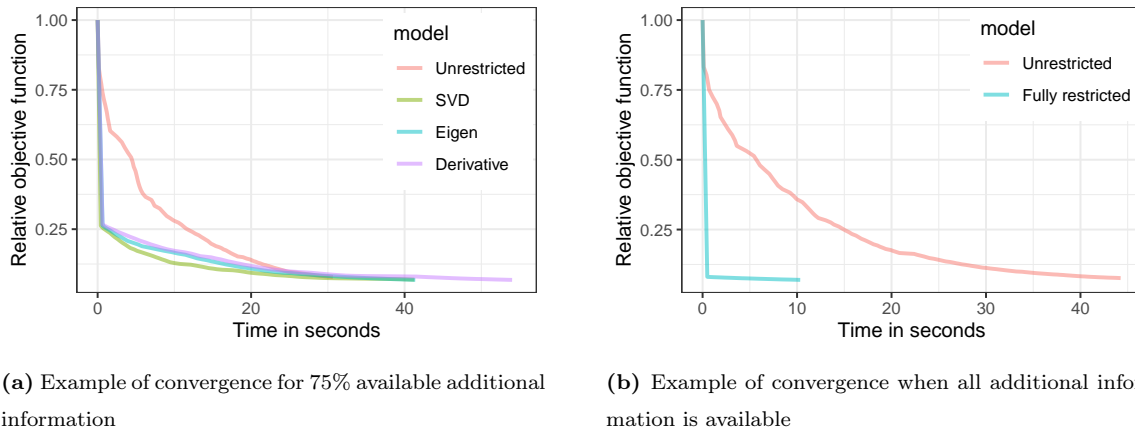 1.00
0.75
0.50
0.25
Relative objective function
0
20
40
Time in seconds
model
Unrestricted
SVD
Eigen
Derivative
(a) Example of convergence for 75% available additional
information
1.00
0.75
0.50
0.25
Relative objective function
0
10
20
30
40
Time in seconds
model
Unrestricted
Fully restricted
(b) Example of convergence when all additional infor
mation is available